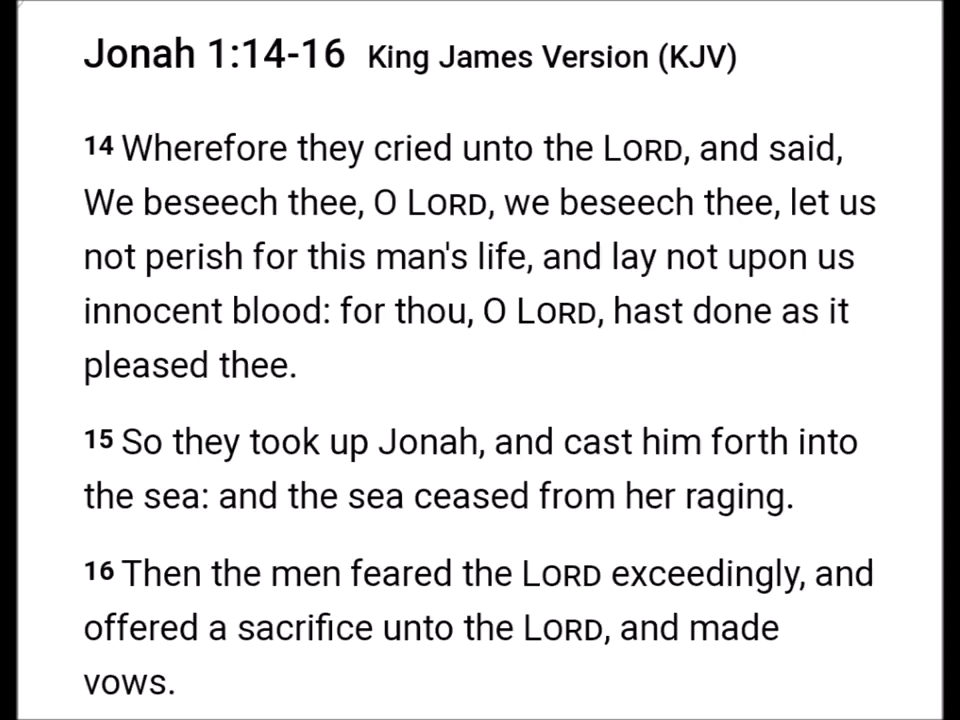 Jonah 1:14-16 King James Version (KJV)
14 Wherefore they cried unto the LORD, and said,
We beseech thee, O LORD, we beseech thee, let us
not perish for this man's life, and lay not upon us
innocent blood: for thou, O LORD, hast done as it
pleased thee.
15 So they took up Jonah, and cast him forth into
the sea: and the sea ceased from her raging.
16 Then the men feared the LORD exceedingly, and
offered a sacrifice unto the LORD, and made
vows.